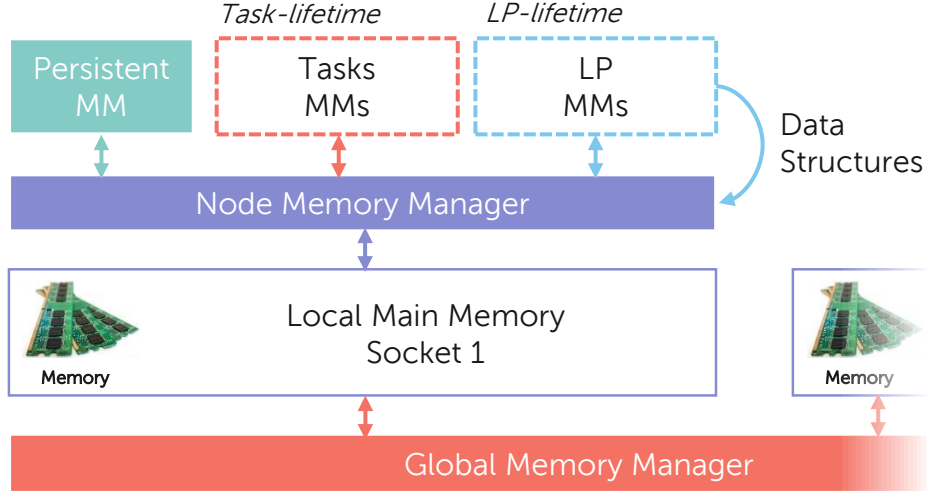 Task-lifetime
LP-lifetime
Persistent
MM
Tasks
MMs
LP
MMs
Data
Structures
Node Memory Manager
Local Main Memory
Socket 1
Memory
Memory
Global Memory Manager